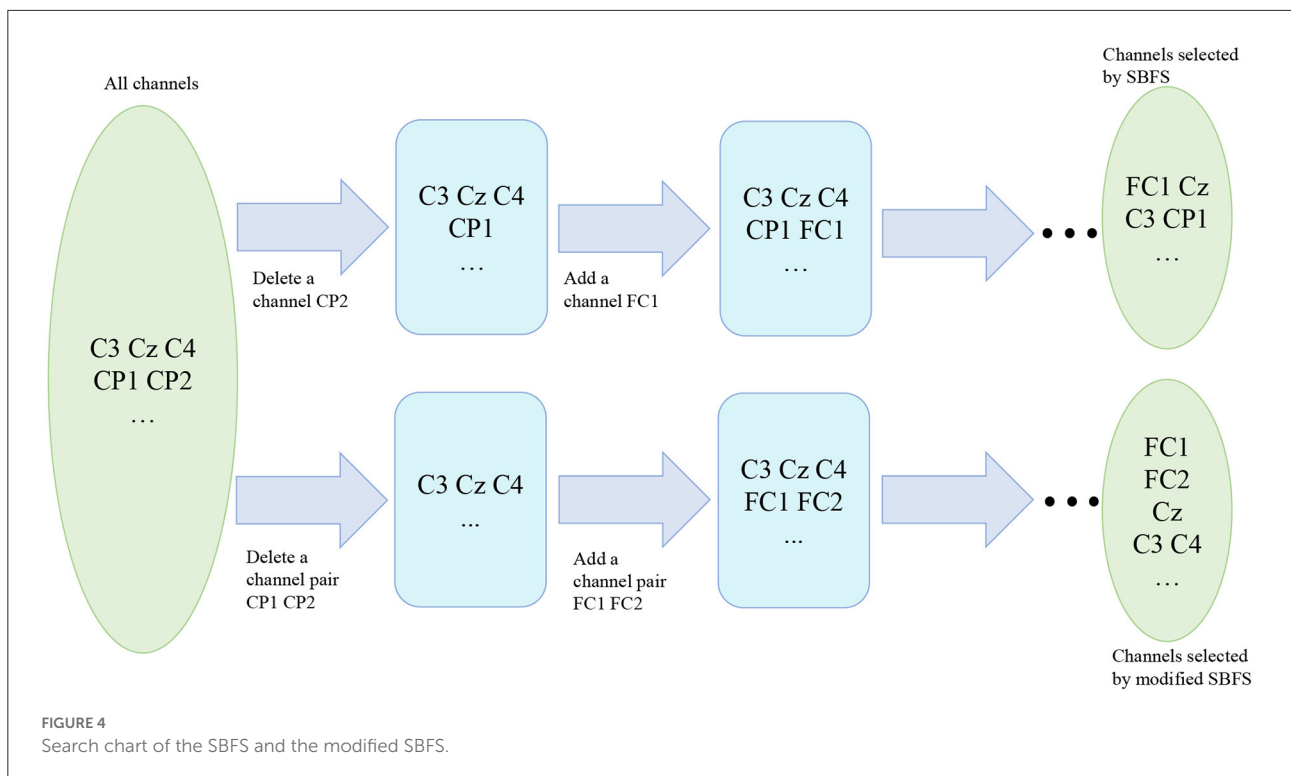 All channels
C3 Cz C4
CP1 CP2
...
Delete a
channel CP2
C3 Cz C4
CP1
...
Add a
channel FC1
C3 Cz C4
CP1 FC1
...
Channels selected
by SBFS
FC1 Cz
C3 CP1
...
Delete a
channel pair
CP1 CP2
C3 Cz C4
...
Add a
channel pair
FC1 FC2
C3 Cz C4
FC1 FC2
...
FC1
FC2
Cz
C3 C4
...
Channels selected
by modified SBFS
FIGURE 4
Search chart of the SBFS and the modified SBFS.